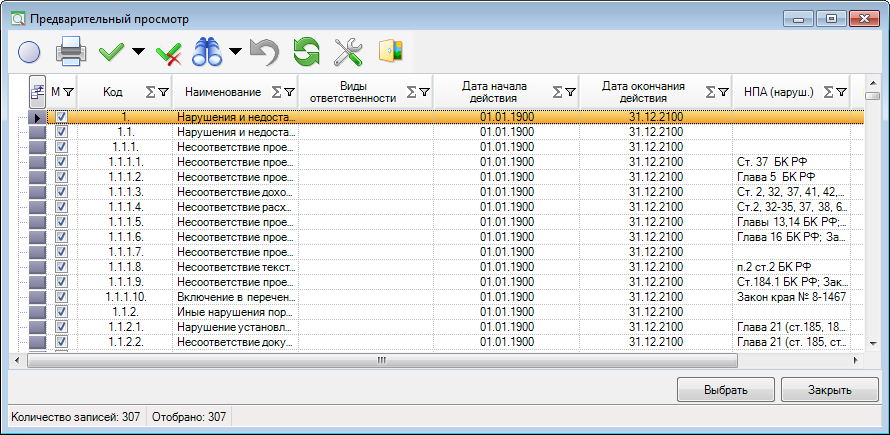 Предварительный просмотр
М Код Наименование Виды ответственности Дата начала действия Дата окончания действия НПА (наруш.)
1. Нарушения и недоста... 01.01.1900 31.12.2100
1.1. Нарушения и недоста... 01.01.1900 31.12.2100
1.1.1. Несоответствие прое... 01.01.1900 31.12.2100
1.1.1.1. Несоответствие прое... 01.01.1900 31.12.2100 Ст. 37 БК РФ
1.1.1.2. Несоответствие прое... 01.01.1900 31.12.2100 Глава 5 БК РФ
1.1.1.3. Несоответствие дохо... 01.01.1900 31.12.2100 Ст. 2, 32, 37, 41, 42,...
1.1.1.4. Несоответствие расх... 01.01.1900 31.12.2100 Ст.2, 32-35, 37, 38, 6...
1.1.1.5. Несоответствие прое... 01.01.1900 31.12.2100 Главы 13,14 БК РФ;...
1.1.1.6. Несоответствие прое... 01.01.1900 31.12.2100 Глава 16 БК РФ; За...
1.1.1.7. Несоответствие прое... 01.01.1900 31.12.2100
1.1.1.8. Несоответствие текст... 01.01.1900 31.12.2100 п.2 ст.2 БК РФ
1.1.1.9. Несоответствие прое... 01.01.1900 31.12.2100 Ст.184.1 БК РФ; Зак...
1.1.1.10. Включение в перечен... 01.01.1900 31.12.2100 Закон края № 8-1467
1.1.2. Иные нарушения пор... 01.01.1900 31.12.2100
1.1.2.1. Нарушение установл... 01.01.1900 31.12.2100 Глава 21 (ст. 185, 18...
1.1.2.2. Несоответствие доку... 01.01.1900 31.12.2100 Глава 21 (ст. 185, ст...
Выбрать Закрыть
Количество записей: 307 Отобрано: 307